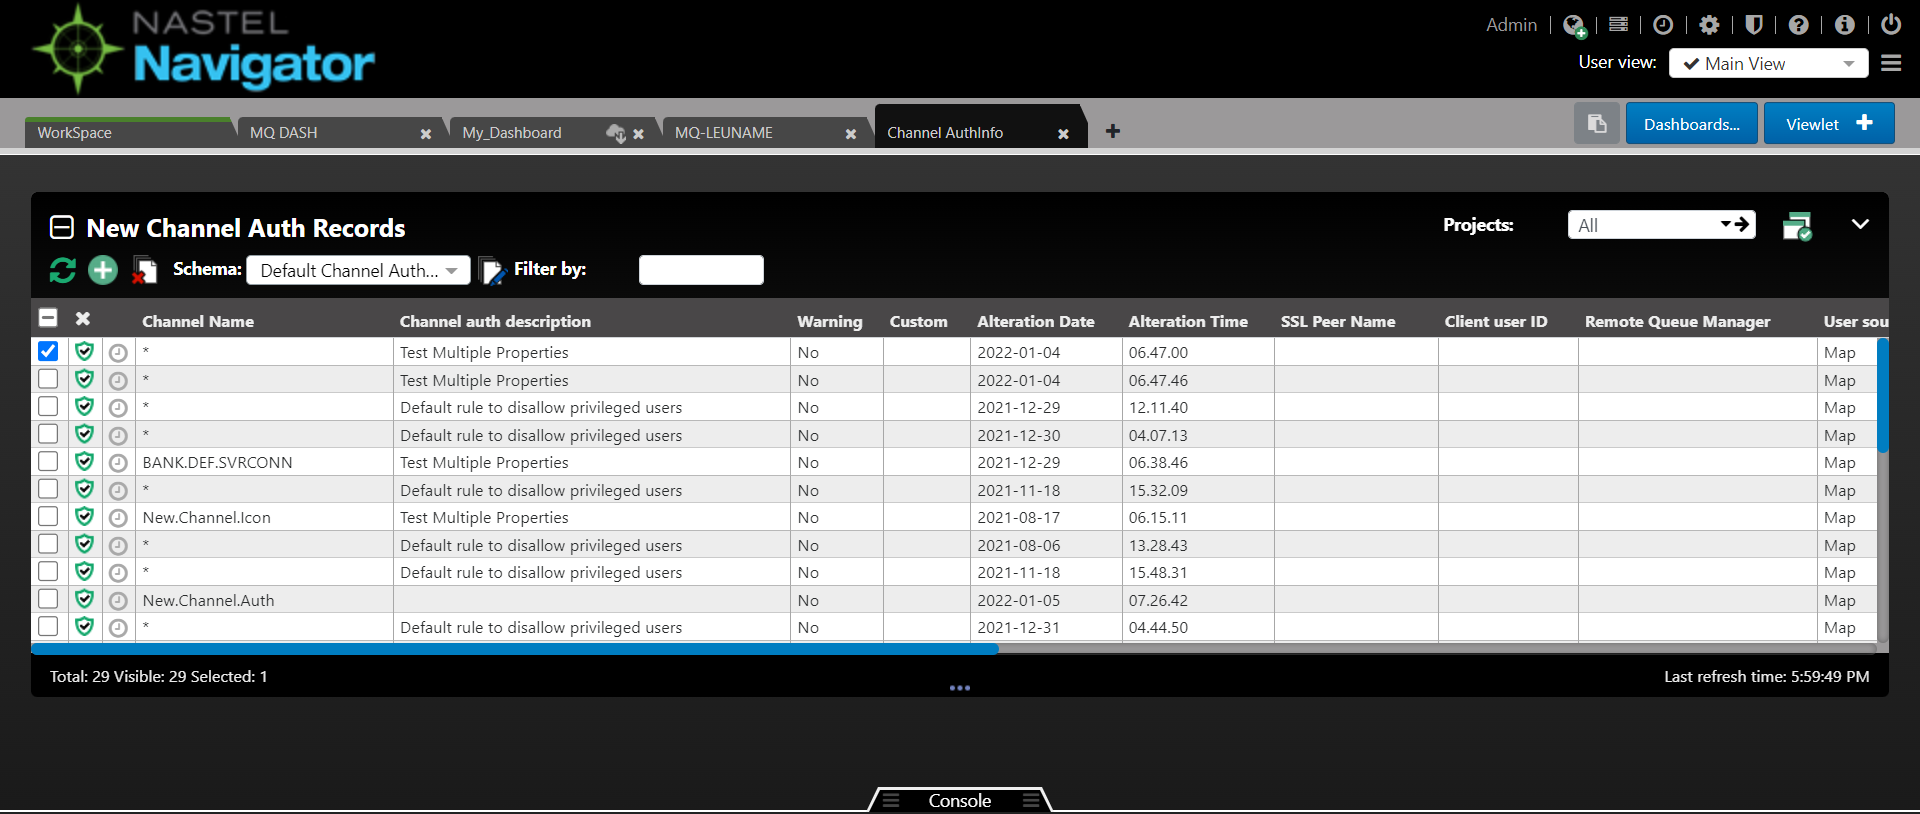 NASTEL
Navigator
Admin
User view: Main View
WorkSpace MQ DASH My_Dashboard MQ-LEUNAME Channel AuthInfo Dashboards... Viewlet
New Channel Auth Records Projects: All
Schema: Default Channel Auth... Filter by:
Channel Name Channel auth description Warning Custom Alteration Date Alteration Time SSL Peer Name Client user ID Remote Queue Manager User sou
* Test Multiple Properties No 2022-01-04 06.47.00 Map
* Test Multiple Properties No 2022-01-04 06.47.46 Map
* Default rule to disallow privileged users No 2021-12-29 12.11.40 Map
* Default rule to disallow privileged users No 2021-12-30 04.07.13 Map
BANK.DEF.SVRCONN Test Multiple Properties No 2021-12-29 06.38.46 Map
* Default rule to disallow privileged users No 2021-11-18 15.32.09 Map
New.Channel.Icon Test Multiple Properties No 2021-08-17 06.15.11 Map
* Default rule to disallow privileged users No 2021-08-06 13.28.43 Map
* Default rule to disallow privileged users No 2021-11-18 15.48.31 Map
New.Channel.Auth No 2022-01-05 07.26.42 Map
* Default rule to disallow privileged users No 2021-12-31 04.44.50 Map
Total: 29 Visible: 29 Selected: 1 Last refresh time: 5:59:49 PM
Console